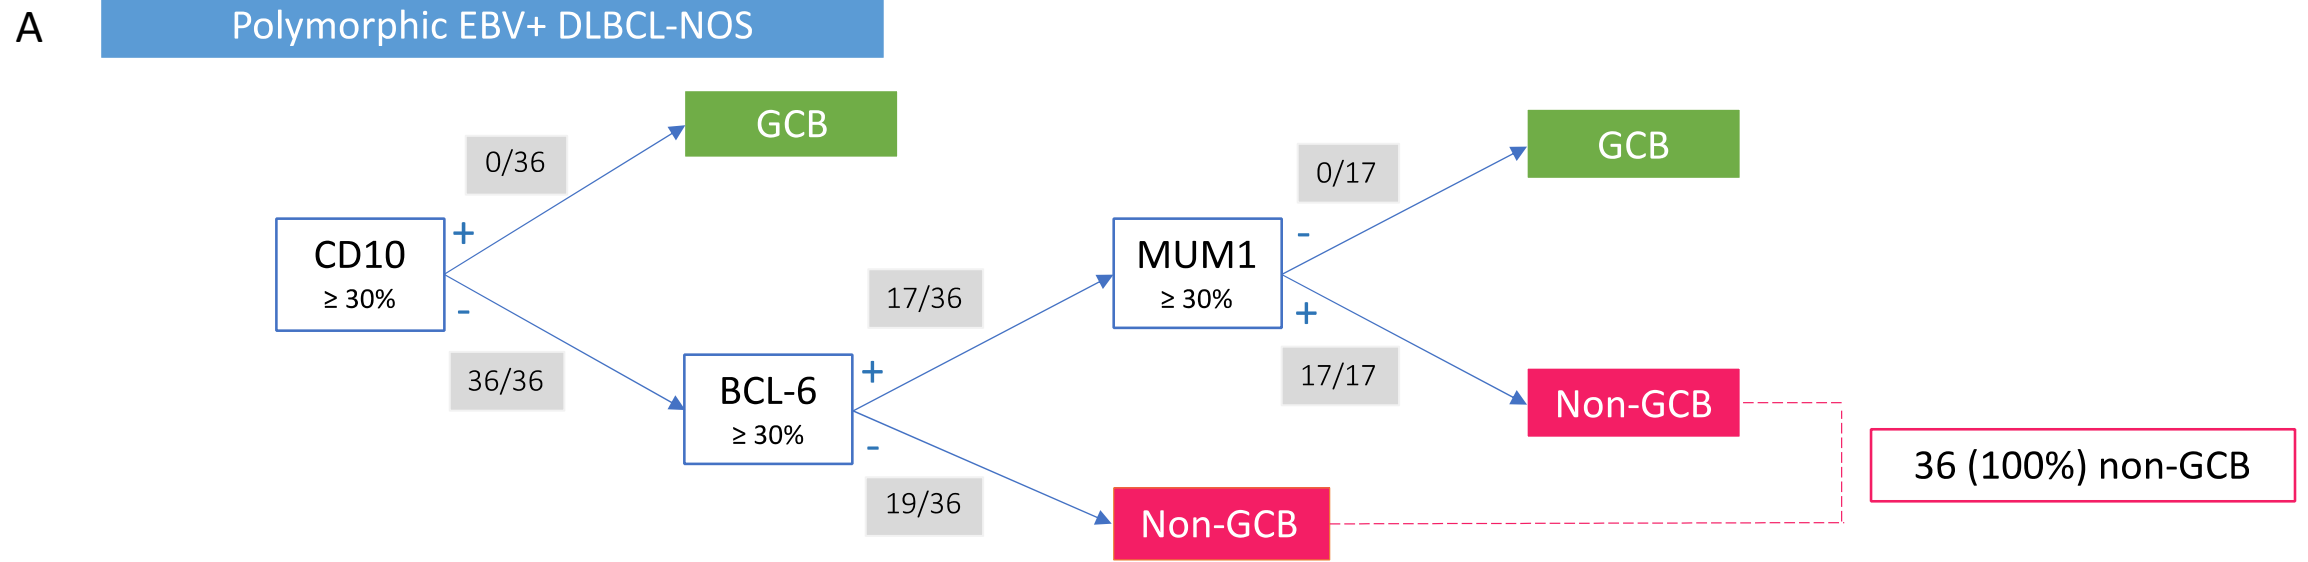 A
Polymorphic EBV+ DLBCL-NOS
GCB
0/36
+
CD10
≥ 30%
-
36/36
BCL-6
≥ 30%
+
17/36
-
19/36
Non-GCB
MUM1
≥ 30%
-
0/17
GCB
+
17/17
Non-GCB
36 (100%) non-GCB